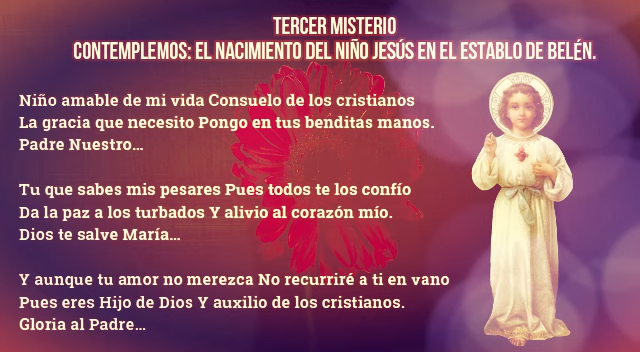 TERCER MISTERIO
CONTEMPLEMOS: EL NACIMIENTO DEL NIÑO JESÚS EN EL ESTABLO DE BELÉN.
Niño amable de mi vida Consuelo de los cristianos
La gracia que necesito Pongo en tus benditas manos.
Padre Nuestro...
Tu que sabes mis pesares Pues todos te los confío
Da la paz a los turbados Y alivio al corazón mío.
Dios te salve María...
Y aunque tu amor no merezca No recurriré a ti en vano
Pues eres Hijo de Dios Y auxilio de los cristianos.
Gloria al Padre...